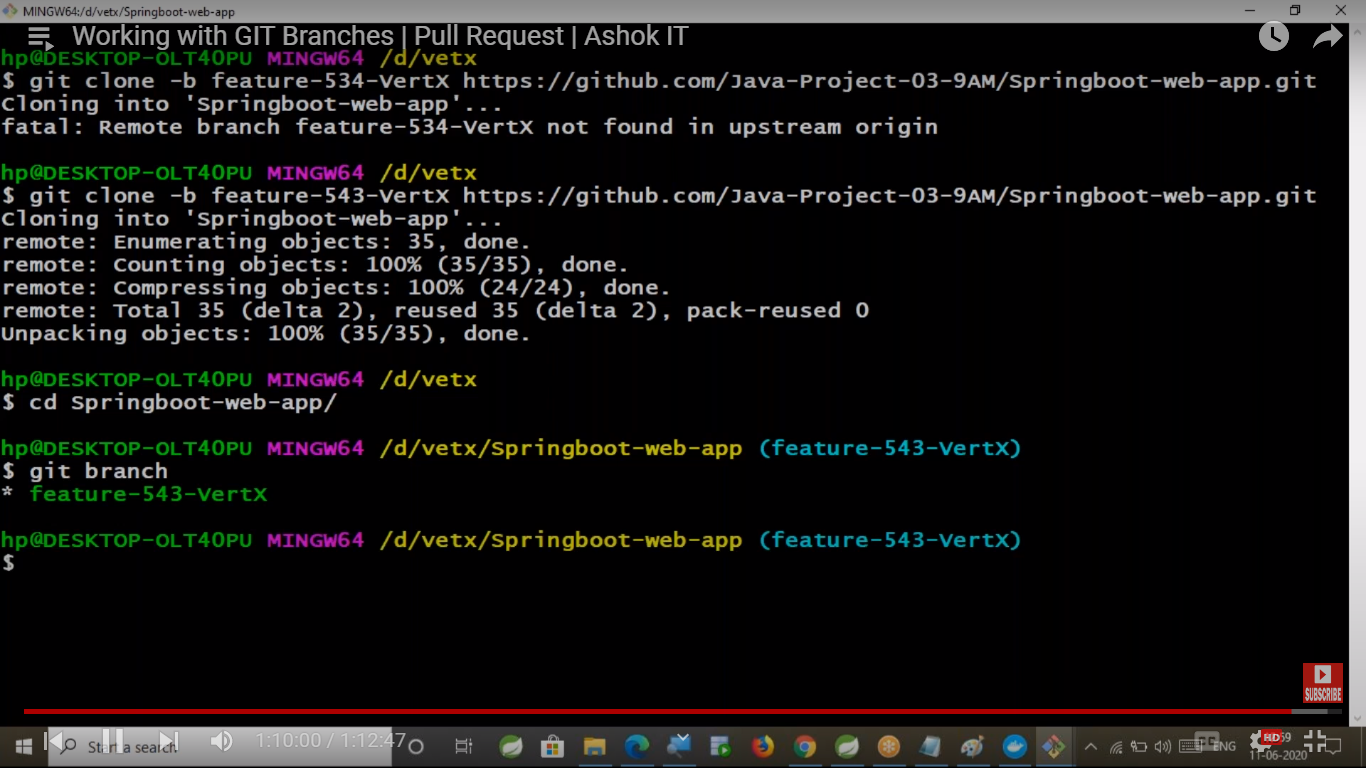 MINGW64:/d/vetx/Springboot-web-app
Working with GIT Branches | Pull Request | Ashok IT
hp@DESKTOP-OLT40PU MINGW64 /d/vetx
$ git clone -b feature-534-VertX https://github.com/Java-Project-03-9AM/Springboot-web-app.git
Cloning into 'Springboot-web-app'...
fatal: Remote branch feature-534-VertX not found in upstream origin
hp@DESKTOP-OLT40PU MINGW64 /d/vetx
$ git clone -b feature-543-VertX https://github.com/Java-Project-03-9AM/Springboot-web-app.git
Cloning into 'Springboot-web-app'...
remote: Enumerating objects: 35, done.
remote: Counting objects: 100% (35/35), done.
remote: Compressing objects: 100% (24/24), done.
remote: Total 35 (delta 2), reused 35 (delta 2), pack-reused 0
Unpacking objects: 100% (35/35), done.
hp@DESKTOP-OLT40PU MINGW64 /d/vetx
$ cd Springboot-web-app/
hp@DESKTOP-OLT40PU MINGW64 /d/vetx/Springboot-web-app (feature-543-VertX)
$ git branch
* feature-543-VertX
hp@DESKTOP-OLT40PU MINGW64 /d/vetx/Springboot-web-app (feature-543-VertX)
$
SUBSCRIBE
Start a search
1:10:00 / 1:12:47
ENG
HD
11-06-2020